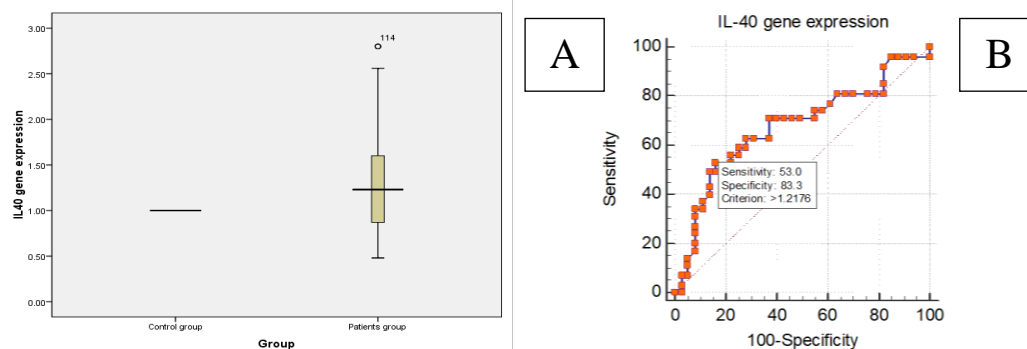 3.00
2.50
2.00
1.50
1.00
0.50
0.00
IL40 gene expression
114
Control group
Patients group
Group
A
IL-40 gene expression
100
80
60
40
20
0
Sensitivity
Sensitivity: 53.0
Specificity: 83.3
Criterion: >1.2176
0 20 40 60 80 100
100-Specificity
B